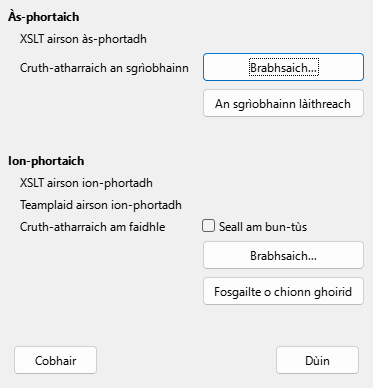 Às-phortaich
XSLT airson às-phortadh
Cruth-atharraich an sgrìobhainn
Brabhsaich...
An sgrìobhainn làithreach
Ion-phortaich
XSLT airson ion-phortadh
Teamplaid airson ion-phortadh
Cruth-atharraich am faidhle
Seall am bun-tùs
Brabhsaich...
Fosgailte o chionn ghoirid
Cobhair
Dùin